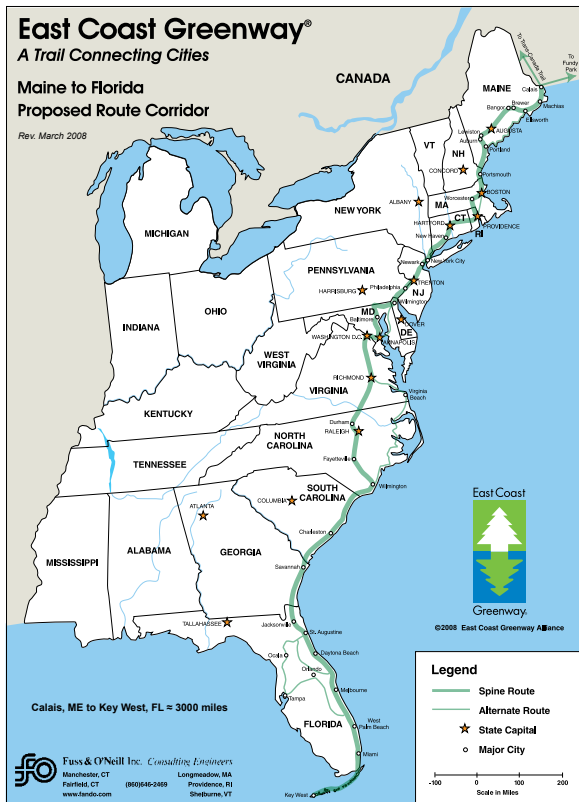 East Coast Greenway®
A Trail Connecting Cities
Maine to Florida
Proposed Route Corridor
Rev. March 2008
CANADA
To Trans-Canada Trail
To
Fundy
Park
MAINE
Calais
Bangor
Brewer
Machias
Ellsworth
AUGUSTA
Lewiston
Auburn
Portland
VT
NH
CONCORD
Portsmouth
BOSTON
Worcester
MA
ALBANY
HARTFORD
CT
PROVIDENCE
RI
New Haven
NEW YORK
MICHIGAN
New York City
Newark
PENNSYLVANIA
TRENTON
Philadelphia
HARRISBURG
NJ
Wilmington
OHIO
INDIANA
MD
Baltimore
DOVER
DE
WASHINGTON D.C.
ANNAPOLIS
WEST
VIRGINIA
RICHMOND
VIRGINIA
Virginia
Beach
KENTUCKY
Durham
RALEIGH
NORTH
CAROLINA
Fayetteville
TENNESSEE
Wilmington
SOUTH
CAROLINA
COLUMBIA
ATLANTA
Charleston
MISSISSIPPI
ALABAMA
GEORGIA
Savannah
TALLAHASSEE
Jacksonville
St. Augustine
Ocala
Daytona Beach
Orlando
Tampa
Melbourne
FLORIDA
West
Palm Beach
Miami
Key West
East Coast
Greenway®
©2008 East Coast Greenway Alliance
Calais, ME to Key West, FL ≈ 3000 miles
Legend
Spine Route
Alternate Route
State Capital
Major City
-100 0 100 200
Scale in Miles
Fuss & O'Neill Inc. Consulting Engineers
Manchester, CT Longmeadow, MA
Fairfield, CT (860)646-2469 Providence, RI
www.fando.com Shelburne, VT